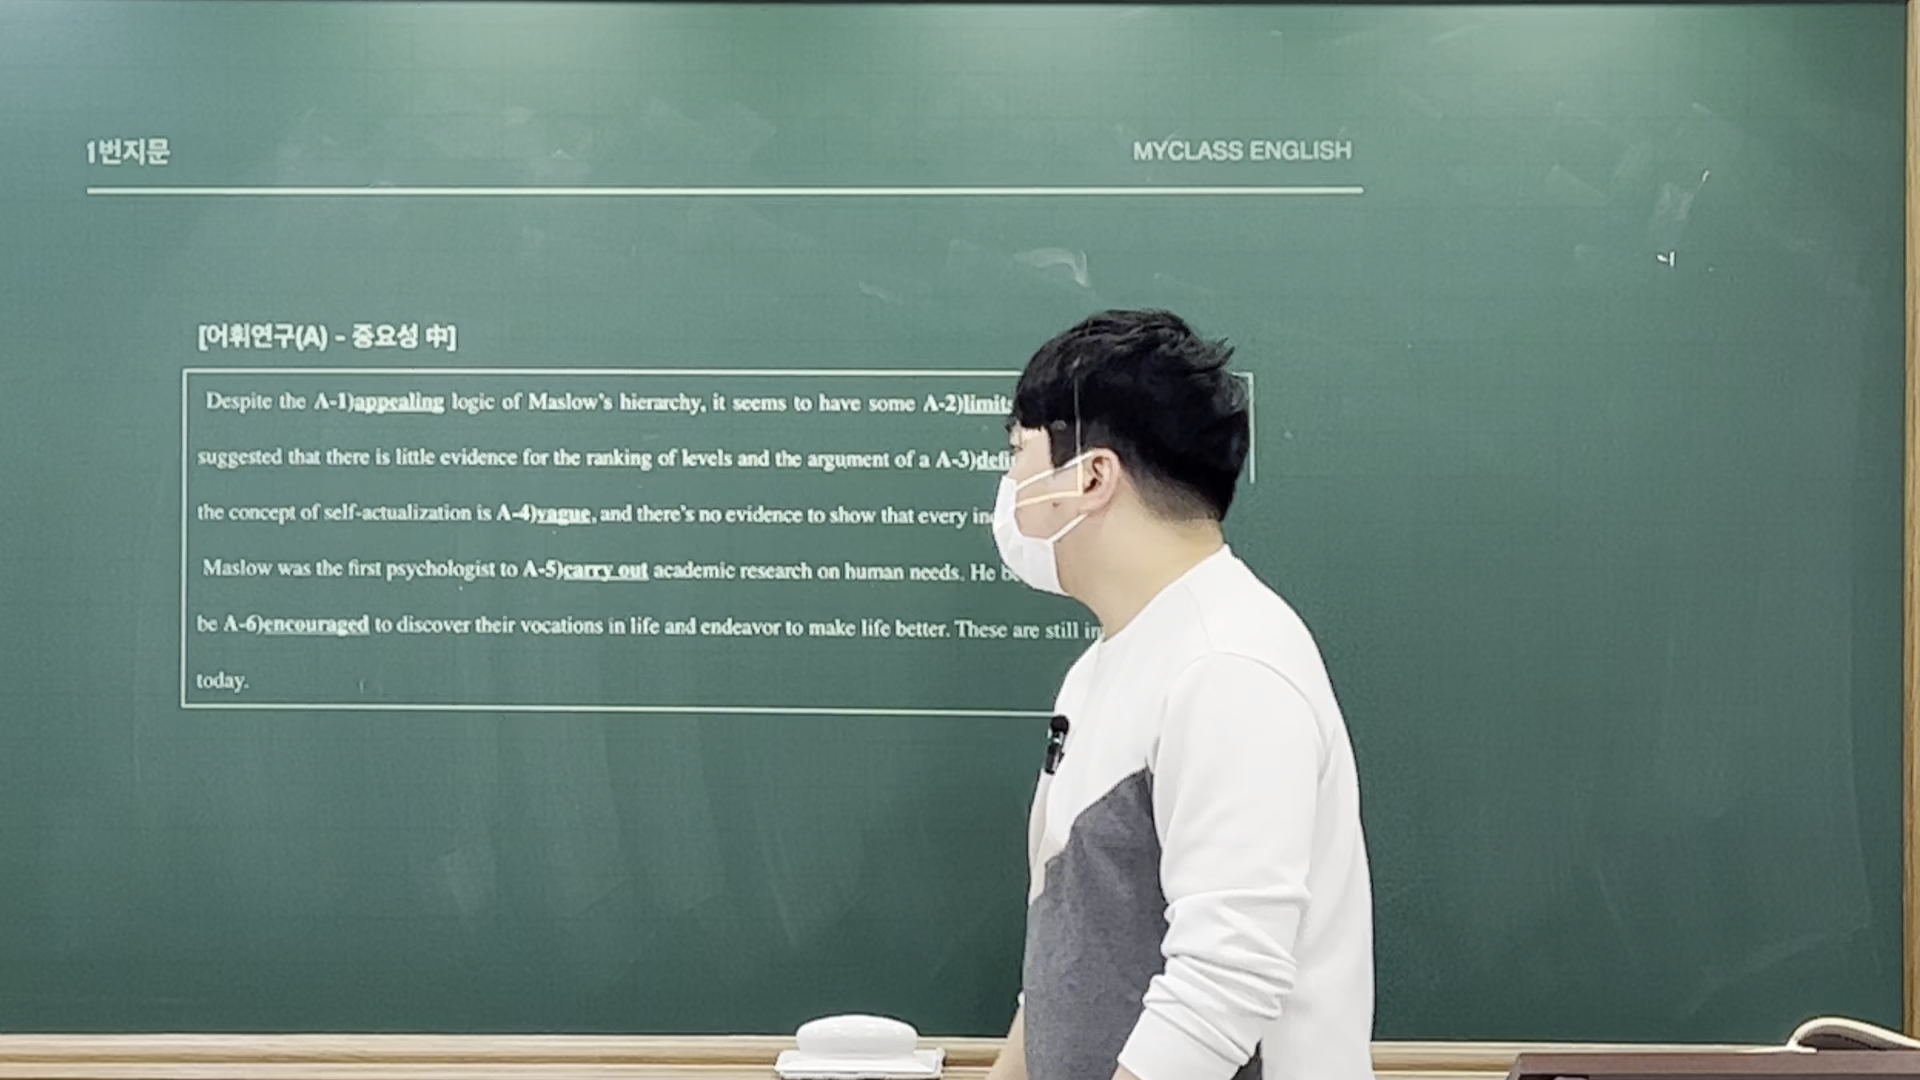 1번지문
MYCLASS ENGLISH
[어휘연구(A) - 중요성 中]
Despite the A-1)appealing logic of Maslow's hierarchy, it seems to have some A-2)limits
suggested that there is little evidence for the ranking of levels and the argument of a A-3)
the concept of self-actualization is A-4)vague, and there's no evidence to show that every
Maslow was the first psychologist to A-5)carry out academic research on human needs. He
be A-6)encouraged to discover their vocations in life and endeavor to make life better. These are still
today.